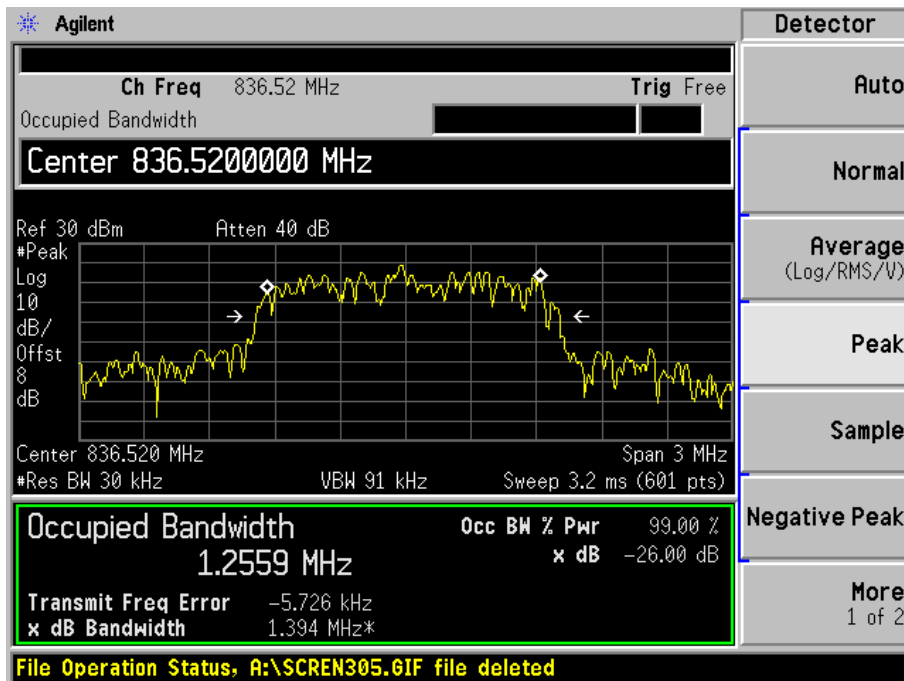 Agilent
Detector
Ch Freq 836.52 MHz Trig Free
Occupied Bandwidth
Center 836.5200000 MHz
Ref 30 dBm Atten 40 dB
#Peak
Log
10
dB/
Offst
8
dB
Center 836.520 MHz Span 3 MHz
#Res BW 30 kHz VBW 91 kHz Sweep 3.2 ms (601 pts)
Occupied Bandwidth Occ BW % Pwr 99.00 %
1.2559 MHz x dB -26.00 dB
Transmit Freq Error -5.726 kHz
x dB Bandwidth 1.394 MHz*
File Operation Status, A:\SCREN305.GIF file deleted
Auto
Normal
Average
(Log/RMS/V)
Peak
Sample
Negative Peak
More
1 of 2